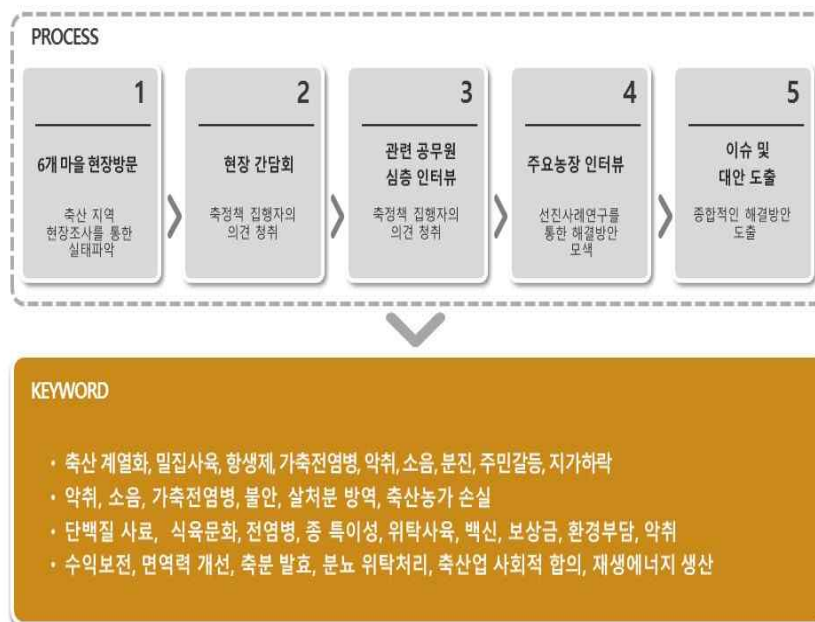 PROCESS
1
6개 마을 현장방문
축산 지역
현장조사를 통한
실태파악
2
현장 간담회
축정책 집행자의
의견 청취
3
관련 공무원
심층 인터뷰
축정책 집행자의
의견 청취
4
주요농장 인터뷰
선진사례연구를
통한 해결방안
모색
5
이슈 및
대안 도출
종합적인 해결방안
도출
KEYWORD
• 축산 계열화, 밀집사육, 항생제, 가축전염병, 악취, 소음, 분진, 주민갈등, 지가하락
• 악취, 소음, 가축전염병, 불안, 살처분 방역, 축산농가 손실
• 단백질 사료, 식육문화, 전염병, 종 특이성, 위탁사육, 백신, 보상금, 환경부담, 악취
• 수익보전, 면역력 개선, 축분 발효, 분뇨 위탁처리, 축산업 사회적 합의, 재생에너지 생산